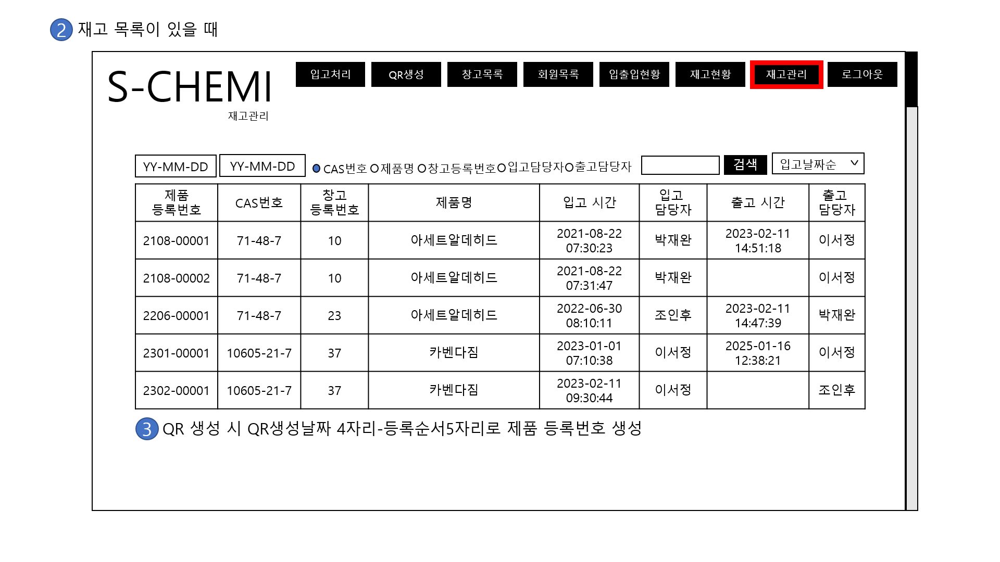 2 재고 목록이 있을 때
S-CHEMI
재고관리
입고처리 QR생성 창고목록 회원목록 입출입현황 재고현황 재고관리 로그아웃
YY-MM-DD YY-MM-DD CAS번호 제품명 창고등록번호 입고담당자 출고담당자 검색 입고날짜순
제품
등록번호
CAS번호
창고
등록번호
제품명
입고 시간
입고
담당자
출고 시간
출고
담당자
2108-00001
71-48-7
10
아세트알데히드
2021-08-22
07:30:23
박재완
2023-02-11
14:51:18
이서정
2108-00002
71-48-7
10
아세트알데히드
2021-08-22
07:31:47
박재완
이서정
2206-00001
71-48-7
23
아세트알데히드
2022-06-30
08:10:11
조인후
2023-02-11
14:47:39
박재완
2301-00001
10605-21-7
37
카벤다짐
2023-01-01
07:10:38
이서정
2025-01-16
12:38:21
이서정
2302-00001
10605-21-7
37
카벤다짐
2023-02-11
09:30:44
이서정
조인후
3 QR 생성 시 QR생성날짜 4자리-등록순서5자리로 제품 등록번호 생성